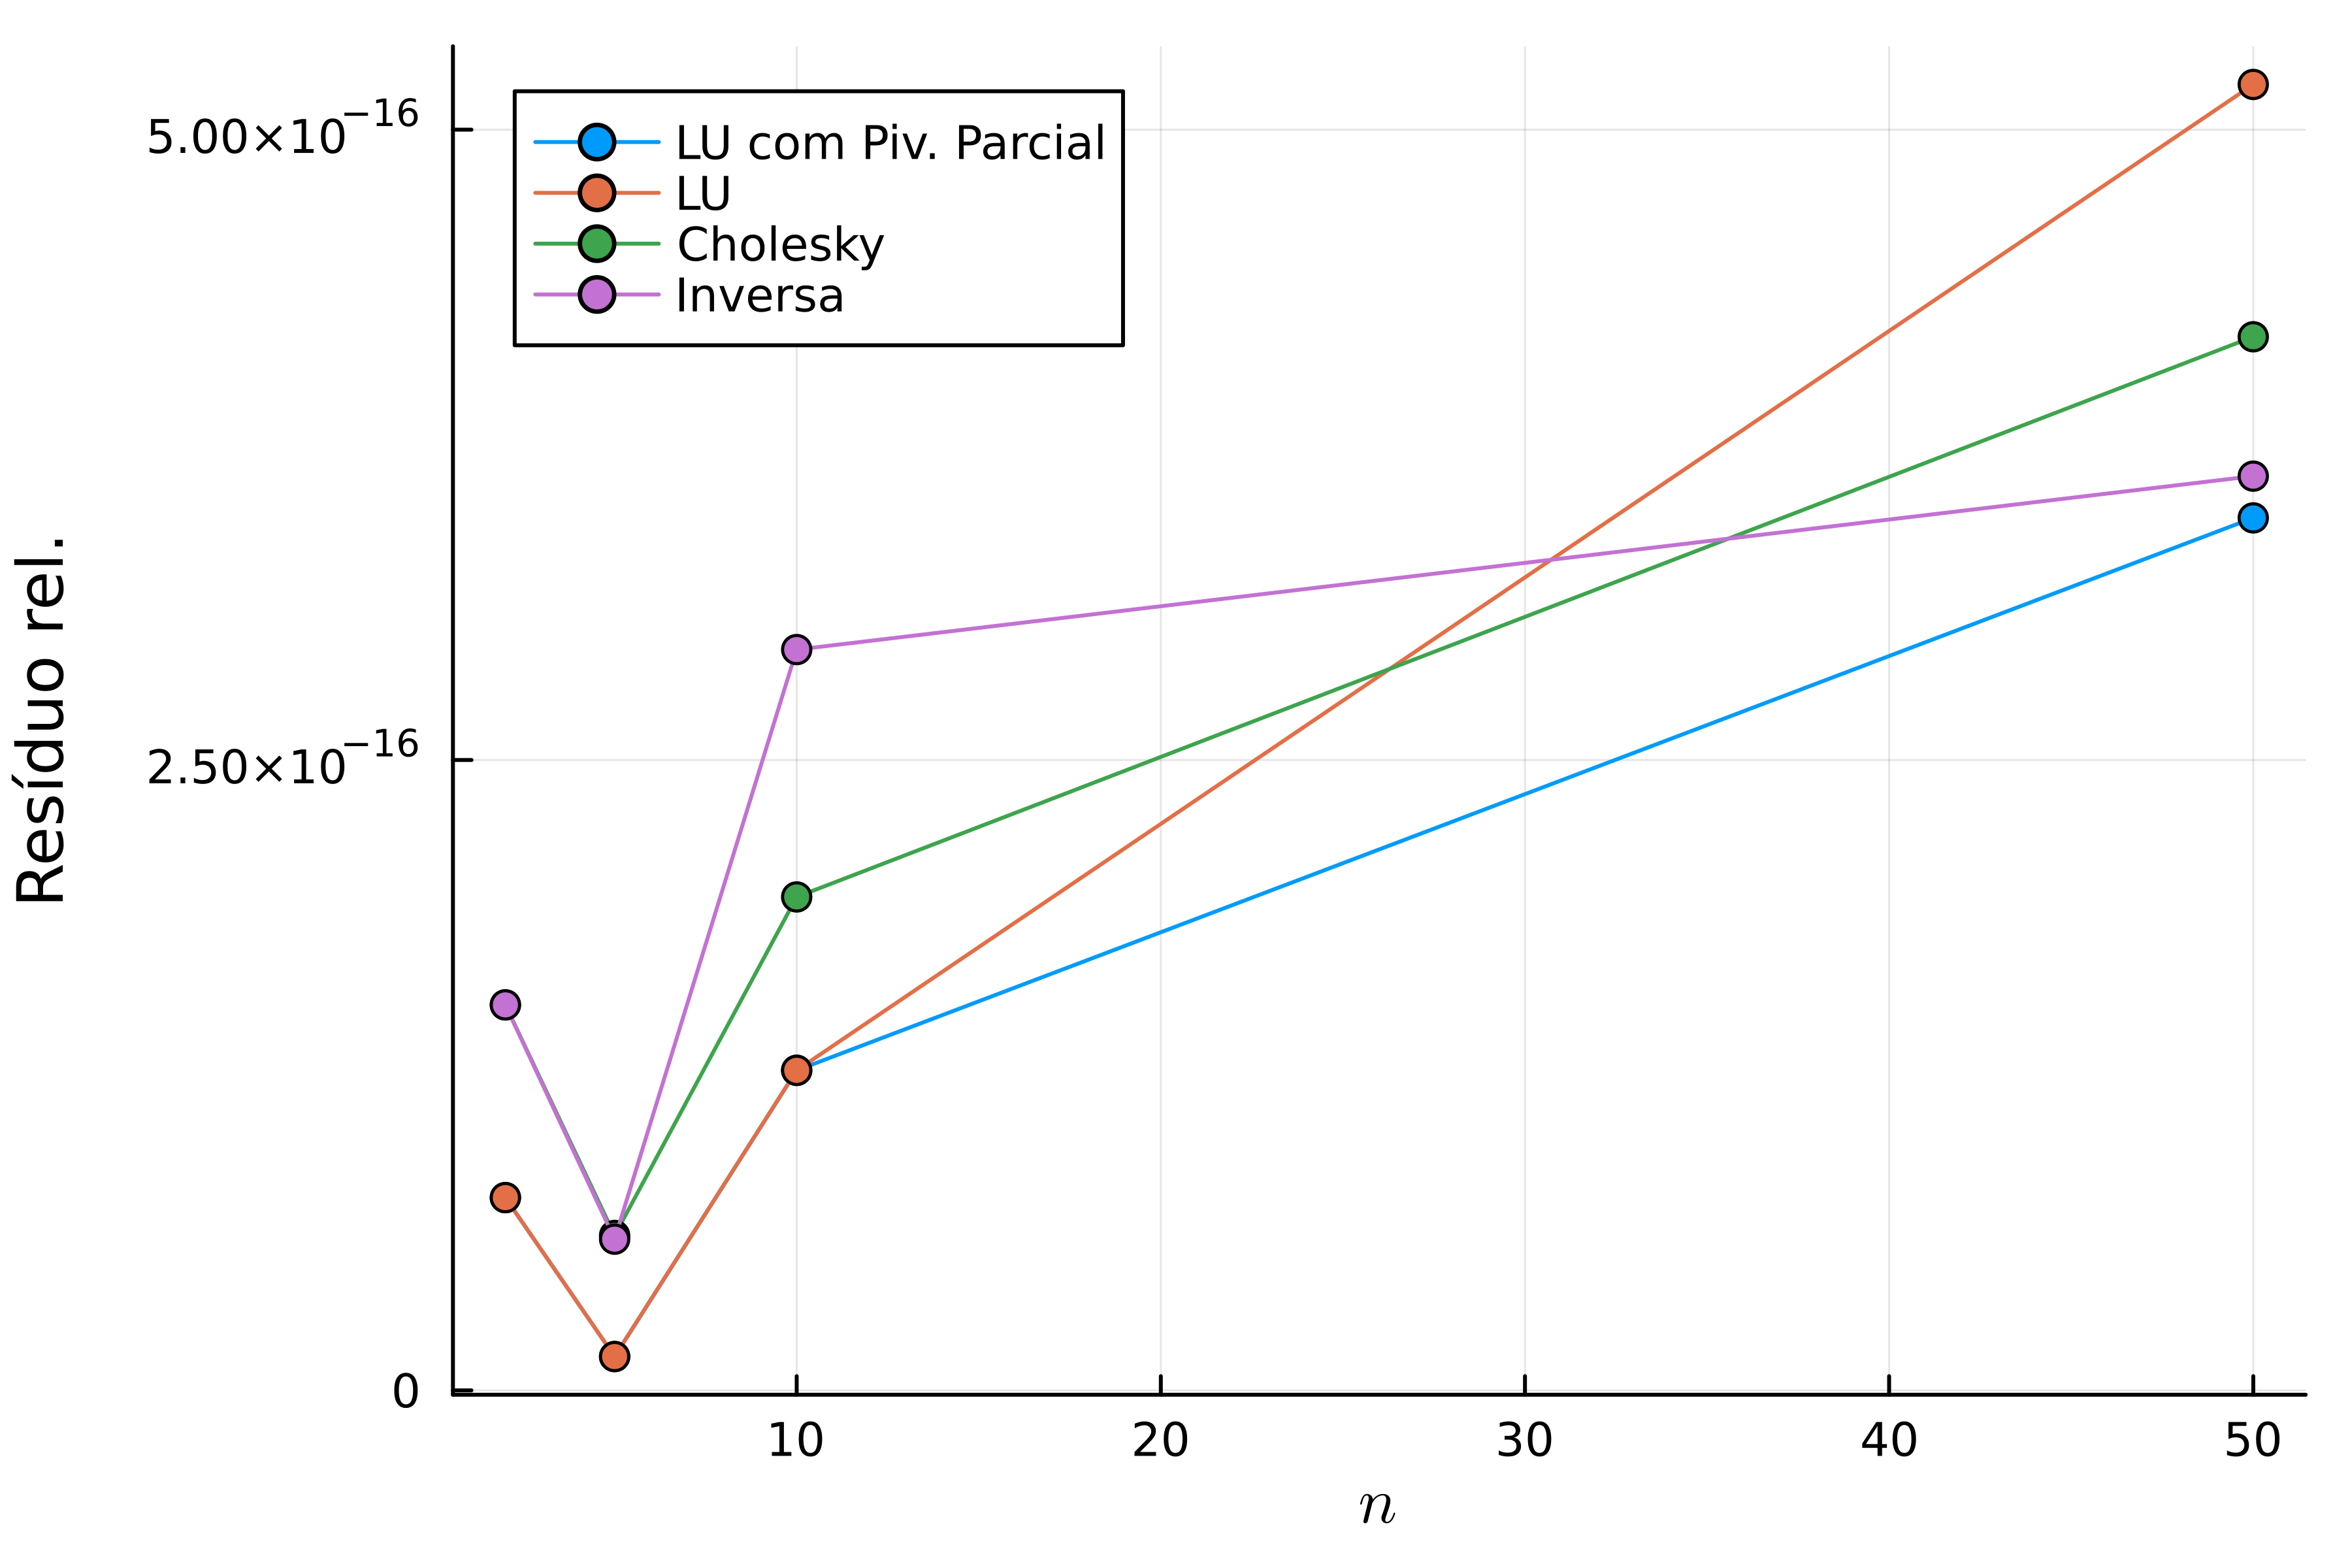 5.00×10⁻¹⁶
LU com Piv. Parcial
LU
Cholesky
Inversa
Resíduo rel.
2.50×10⁻¹⁶
0
10 20 30 40 50
n